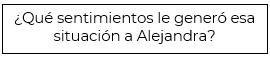 ¿Qué sentimientos le generó esa
situación a Alejandra?